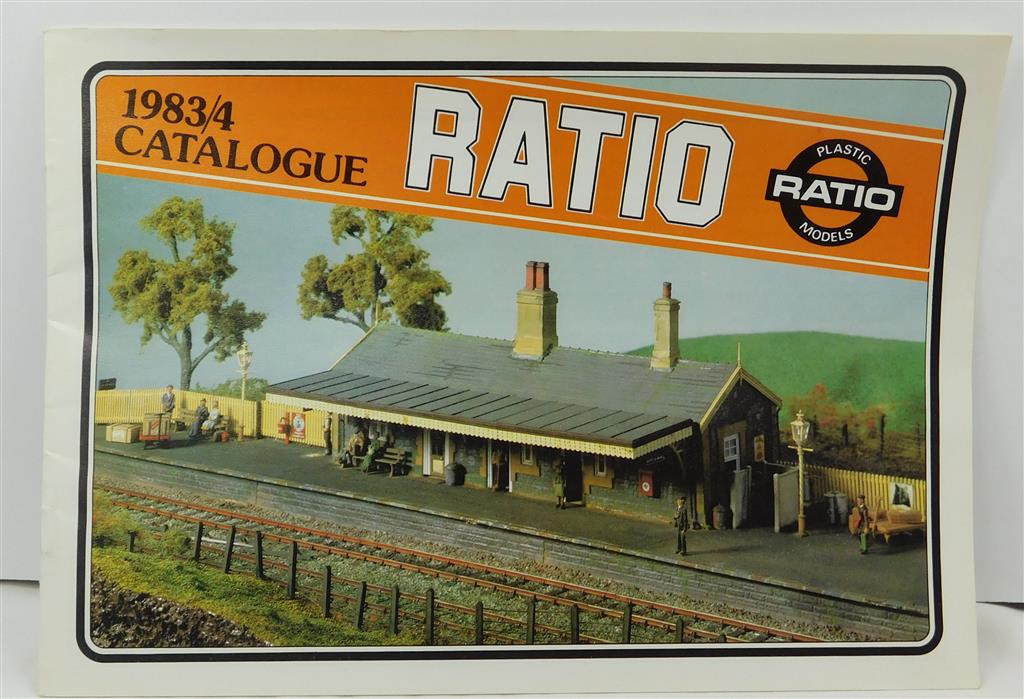 1983/4
CATALOGUE
RATIO
PLASTIC
RATIO
MODELS